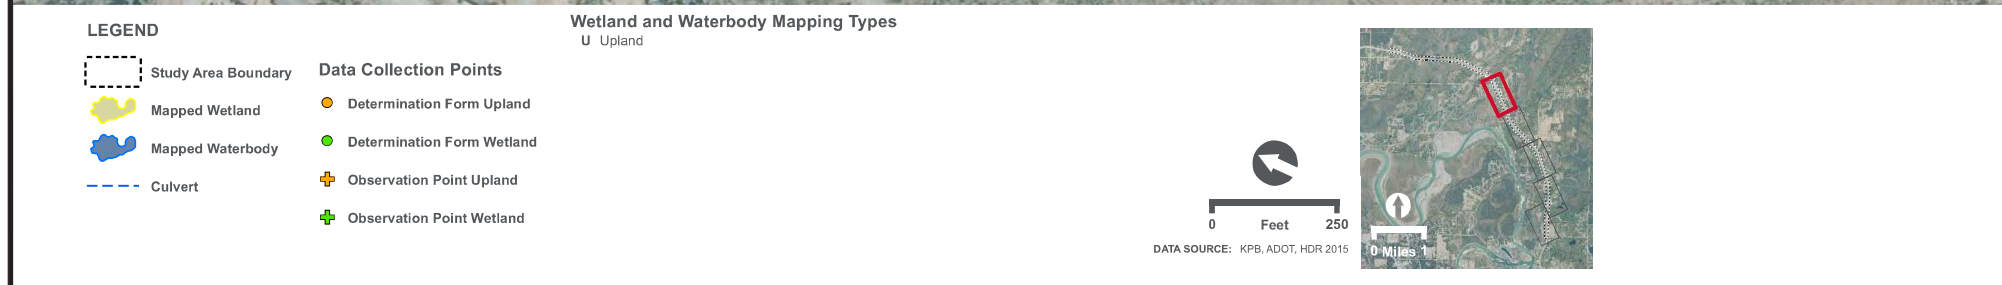 LEGEND
Study Area Boundary
Mapped Wetland
Mapped Waterbody
Culvert
Data Collection Points
Determination Form Upland
Determination Form Wetland
Observation Point Upland
Observation Point Wetland
Wetland and Waterbody Mapping Types
U Upland
0 Feet 250
DATA SOURCE: KPB, ADOT, HDR 2015
0 Miles 1